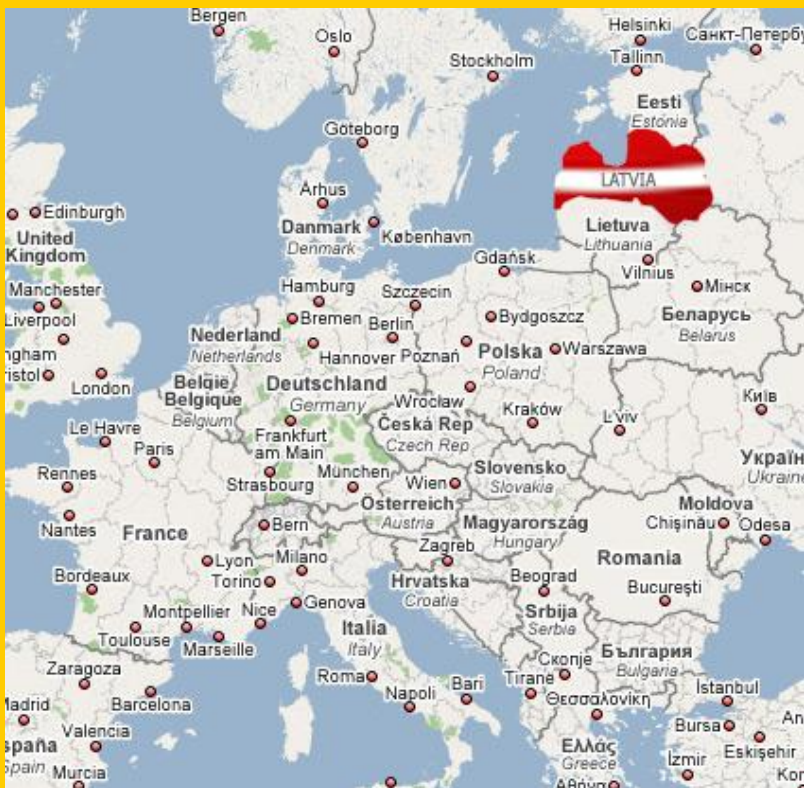 Bergen
Oslo
Helsinki
Санкт-Петербу
Stockholm
Tallinn
Eesti
Estonia
Göteborg
LATVIA
Århus
Edinburgh
Danmark
Denmark
København
Lietuva
Lithuania
United
Kingdom
Vilnius
Gdańsk
Мінск
Manchester
Hamburg
Szczecin
Liverpool
Bremen
Bydgoszcz
Беларусь
Belarus
Nederland
Netherlands
Berlin
Hannover
Poznań
Polska
Poland
Warszawa
ngham
ristol
London
België
Belgique
Belgium
Deutschland
Germany
Wrocław
Київ
Le Havre
Česká Rep
Czech Rep
Kraków
L'viv
Paris
Frankfurt
am Main
Rennes
Strasbourg
München
Wien
Slovensko
Slovakia
Україн
Ukraine
Nantes
France
Bern
Österreich
Austria
Magyarország
Hungary
Moldova
Chişinău
Odesa
Lyon
Milano
Zagreb
Romania
Bordeaux
Torino
Hrvatska
Croatia
Beograd
Bucureşti
Montpellier
Nice
Genova
Srbija
Serbia
Toulouse
Marseille
Italia
Italy
България
Bulgaria
Zaragoza
Roma
Скопје
Tirane
Madrid
Barcelona
Napoli
Bari
Θεσσαλονίκη
İstanbul
Valencia
Bursa
An
spaña
Spain
Ελλάς
Greece
Eskişehir
Murcia
İzmir
Αθήνα
Kor